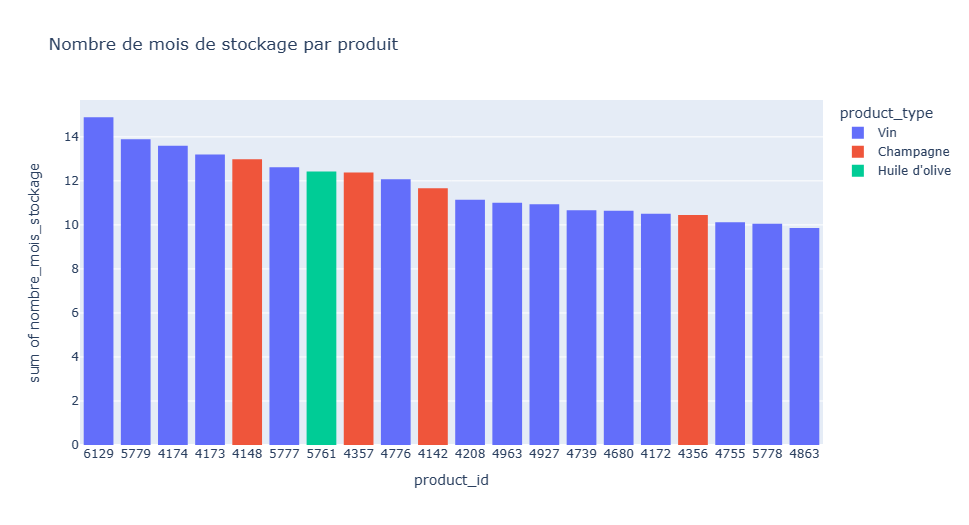 Nombre de mois de stockage par produit
product_type
Vin
Champagne
Huile d'olive
sum of nombre_mois_stockage
14
12
10
8
6
4
2
0
6129 5779 4174 4173 4148 5777 5761 4357 4776 4142 4208 4963 4927 4739 4680 4172 4356 4755 5778 4863
product_id